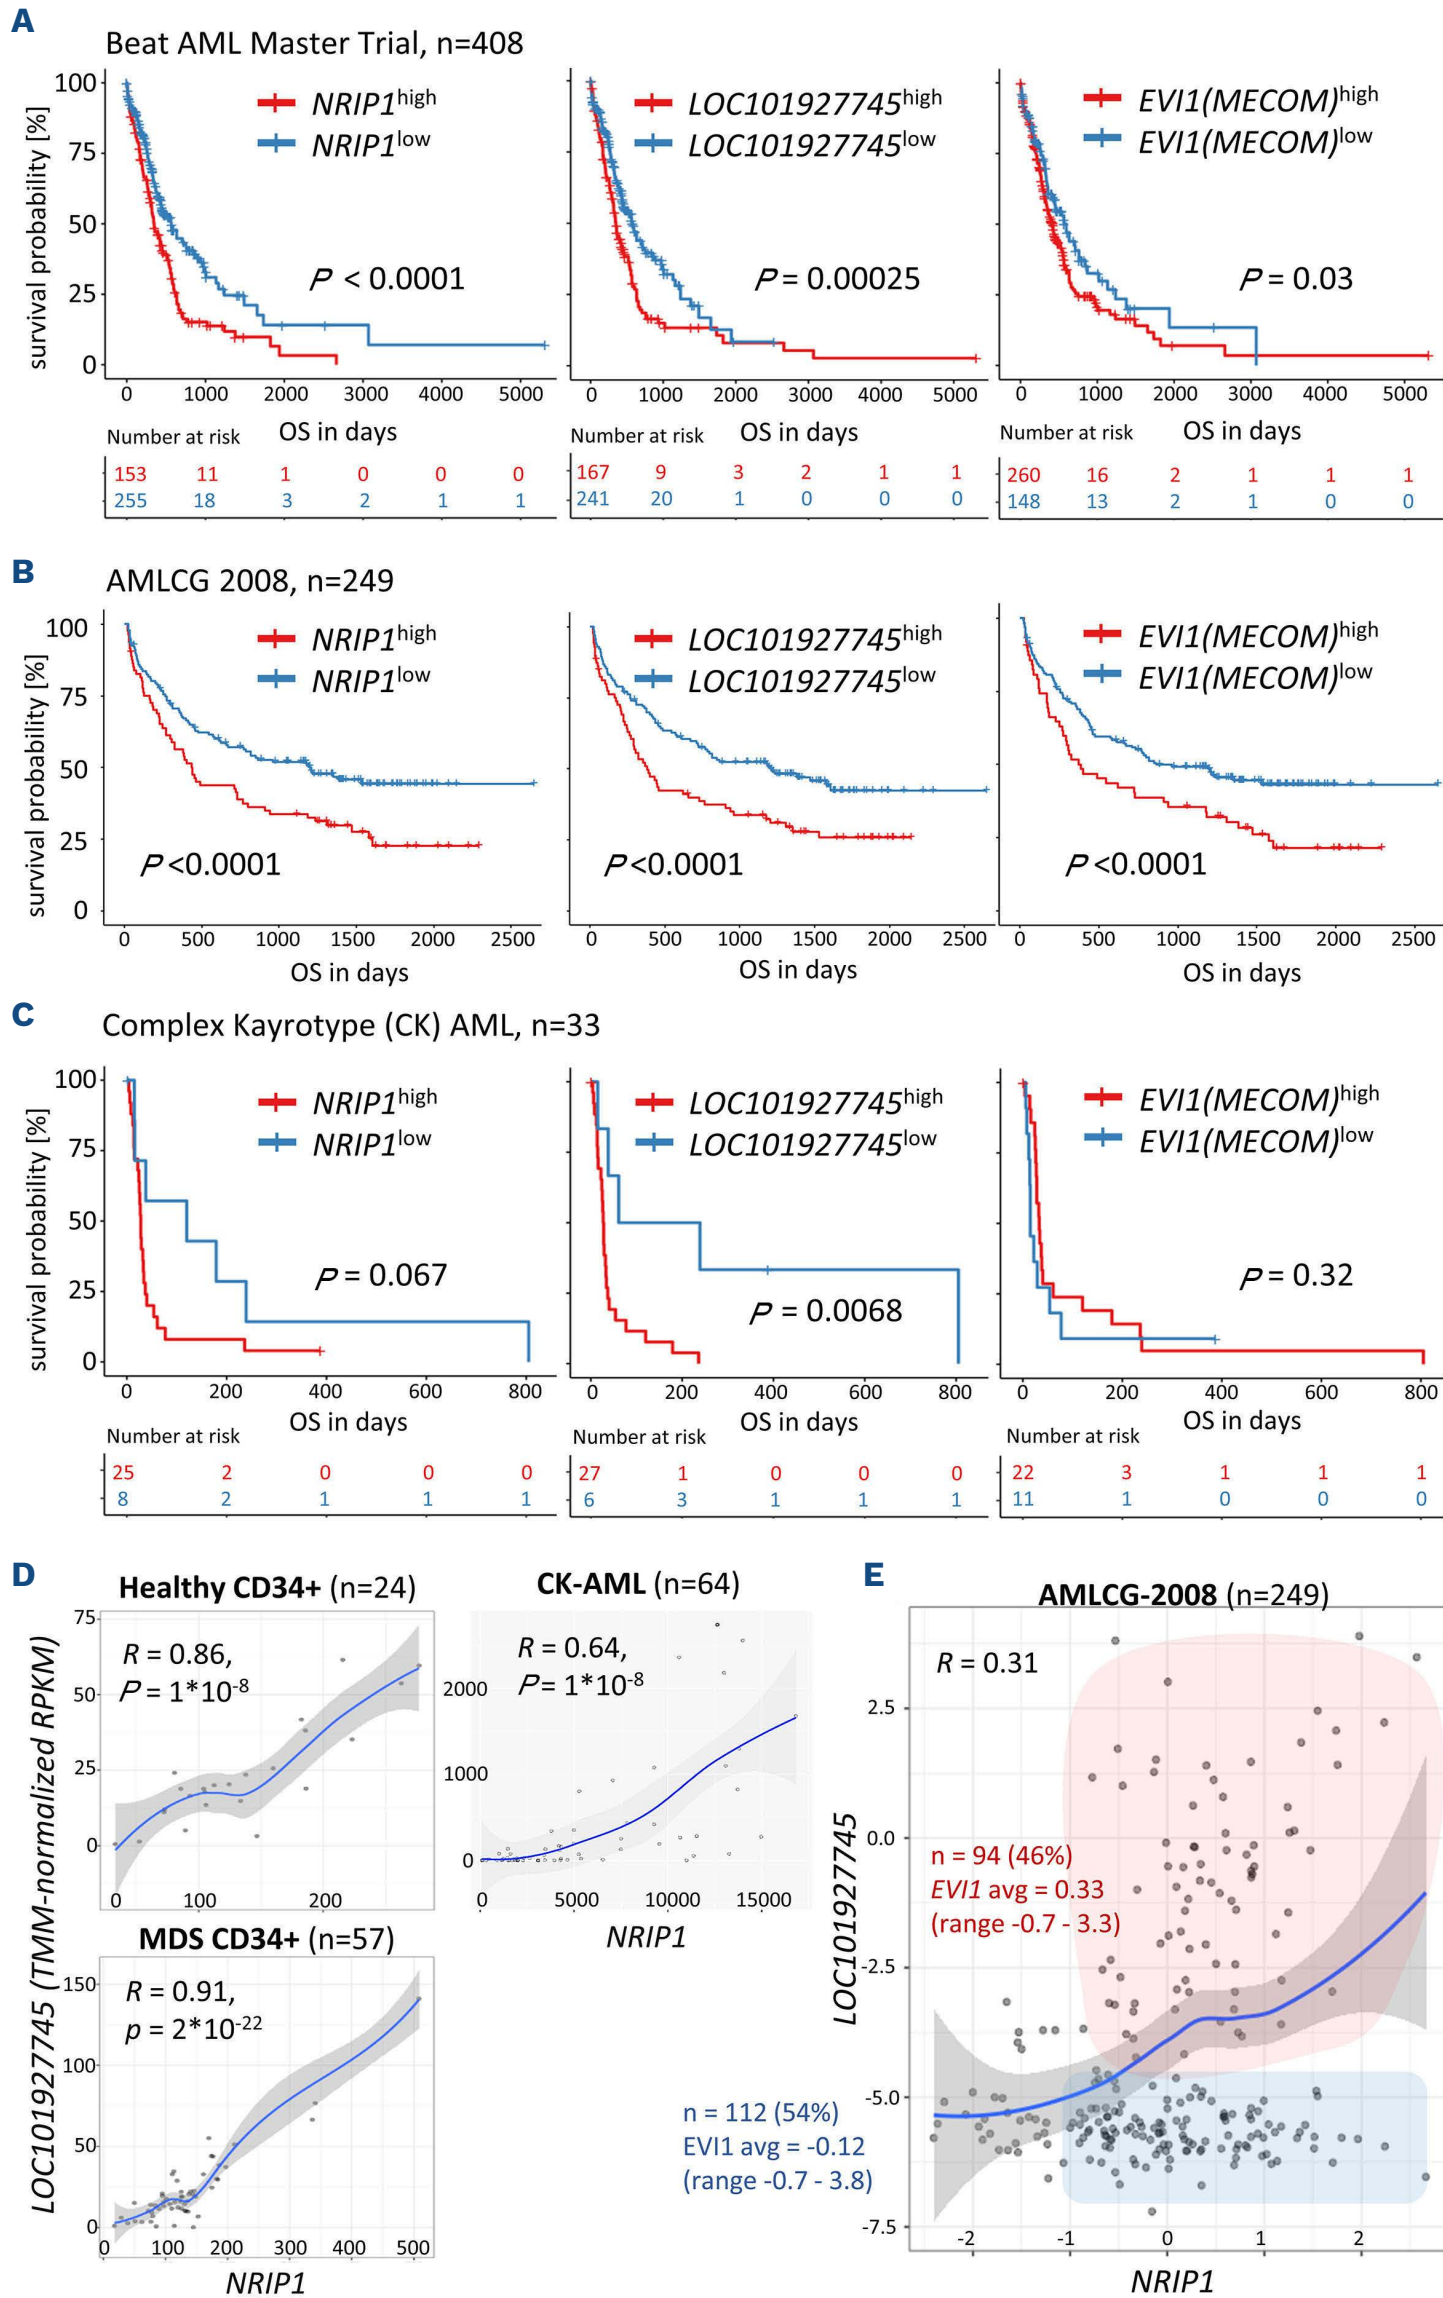 A
Beat AML Master Trial, n=408
survival probability [%]
100
75
50
25
0
NRIP1high
NRIP1low
P < 0.0001
0 1000 2000 3000 4000 5000
OS in days
Number at risk
153 11 1 0 0 0
255 18 3 2 1 1
LOC101927745high
LOC101927745low
P = 0.00025
0 1000 2000 3000 4000 5000
OS in days
Number at risk
167 9 3 2 1 1
241 20 1 0 0 0
EVI1(MECOM)high
EVI1(MECOM)low
P = 0.03
0 1000 2000 3000 4000 5000
OS in days
Number at risk
260 16 2 1 1 1
148 13 2 1 0 0
B
AMLCG 2008, n=249
survival probability [%]
100
75
50
25
0
NRIP1high
NRIP1low
P <0.0001
0 500 1000 1500 2000 2500
OS in days
LOC101927745high
LOC101927745low
P <0.0001
0 500 1000 1500 2000 2500
OS in days
EVI1(MECOM)high
EVI1(MECOM)low
P <0.0001
0 500 1000 1500 2000 2500
OS in days
C
Complex Kayrotype (CK) AML, n=33
survival probability [%]
100
75
50
25
0
NRIP1high
NRIP1low
P = 0.067
0 200 400 600 800
OS in days
Number at risk
25 2 0 0 0
8 2 1 1 1
LOC101927745high
LOC101927745low
P = 0.0068
0 200 400 600 800
OS in days
Number at risk
27 1 0 0 0
6 3 1 1 1
EVI1(MECOM)high
EVI1(MECOM)low
P = 0.32
0 200 400 600 800
OS in days
Number at risk
22 3 1 1 1
11 1 0 0 0
D
LOC101927745 (TMM-normalized RPKM)
Healthy CD34+ (n=24)
75
50
25
0
R = 0.86,
P = 1*10-8
0 100 200
MDS CD34+ (n=57)
150
100
50
0
R = 0.91,
p = 2*10-22
0 100 200 300 400 500
NRIP1
CK-AML (n=64)
R = 0.64,
P = 1*10-8
2000
1000
0
0 5000 10000 15000
NRIP1
E
AMLCG-2008 (n=249)
R = 0.31
LOC101927745
2.5
0.0
-2.5
-5.0
-7.5
n = 94 (46%)
EVI1 avg = 0.33
(range -0.7 - 3.3)
n = 112 (54%)
EVI1 avg = -0.12
(range -0.7 - 3.8)
-2 -1 0 1 2
NRIP1